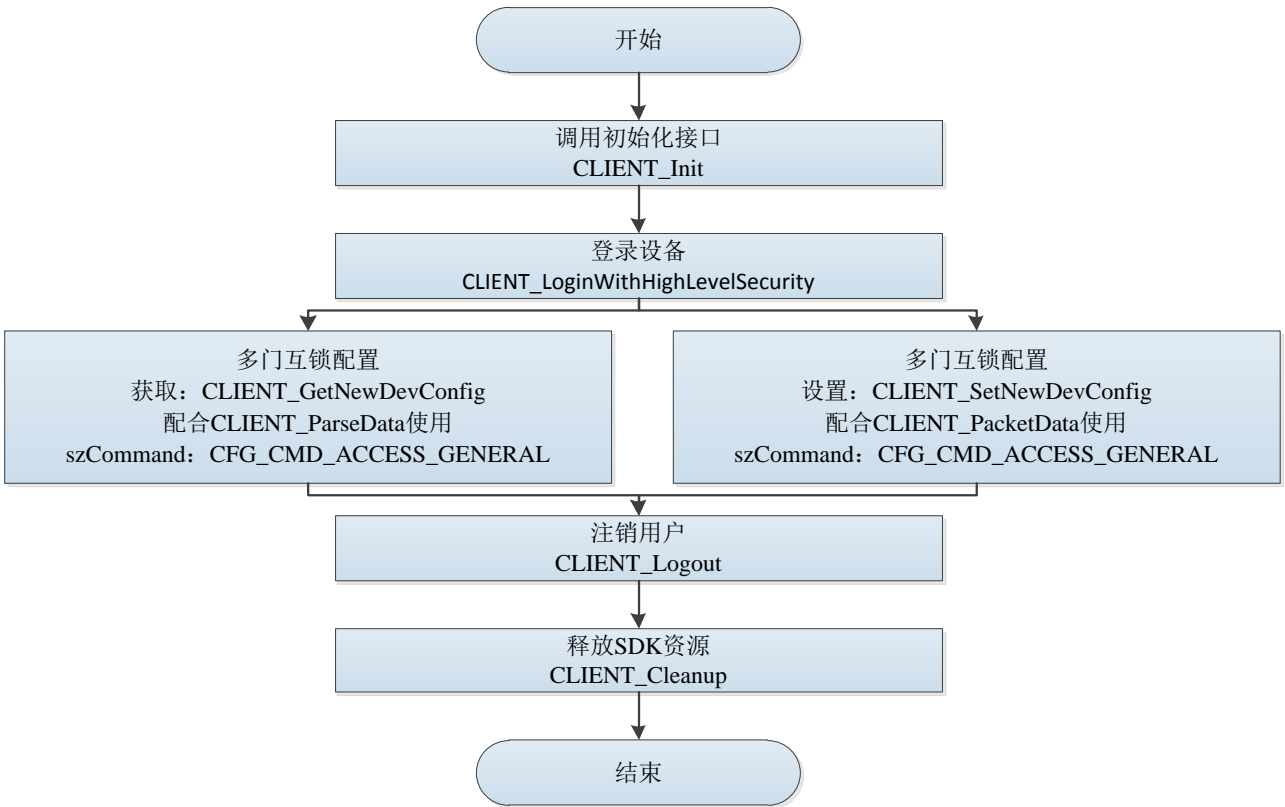 开始
调用初始化接口
CLIENT_Init
登录设备
CLIENT_LoginWithHighLevelSecurity
多门互锁配置
获取：CLIENT_GetNewDevConfig
配合CLIENT_ParseData使用
szCommand：CFG_CMD_ACCESS_GENERAL
多门互锁配置
设置：CLIENT_SetNewDevConfig
配合CLIENT_PacketData使用
szCommand：CFG_CMD_ACCESS_GENERAL
注销用户
CLIENT_Logout
释放SDK资源
CLIENT_Cleanup
结束